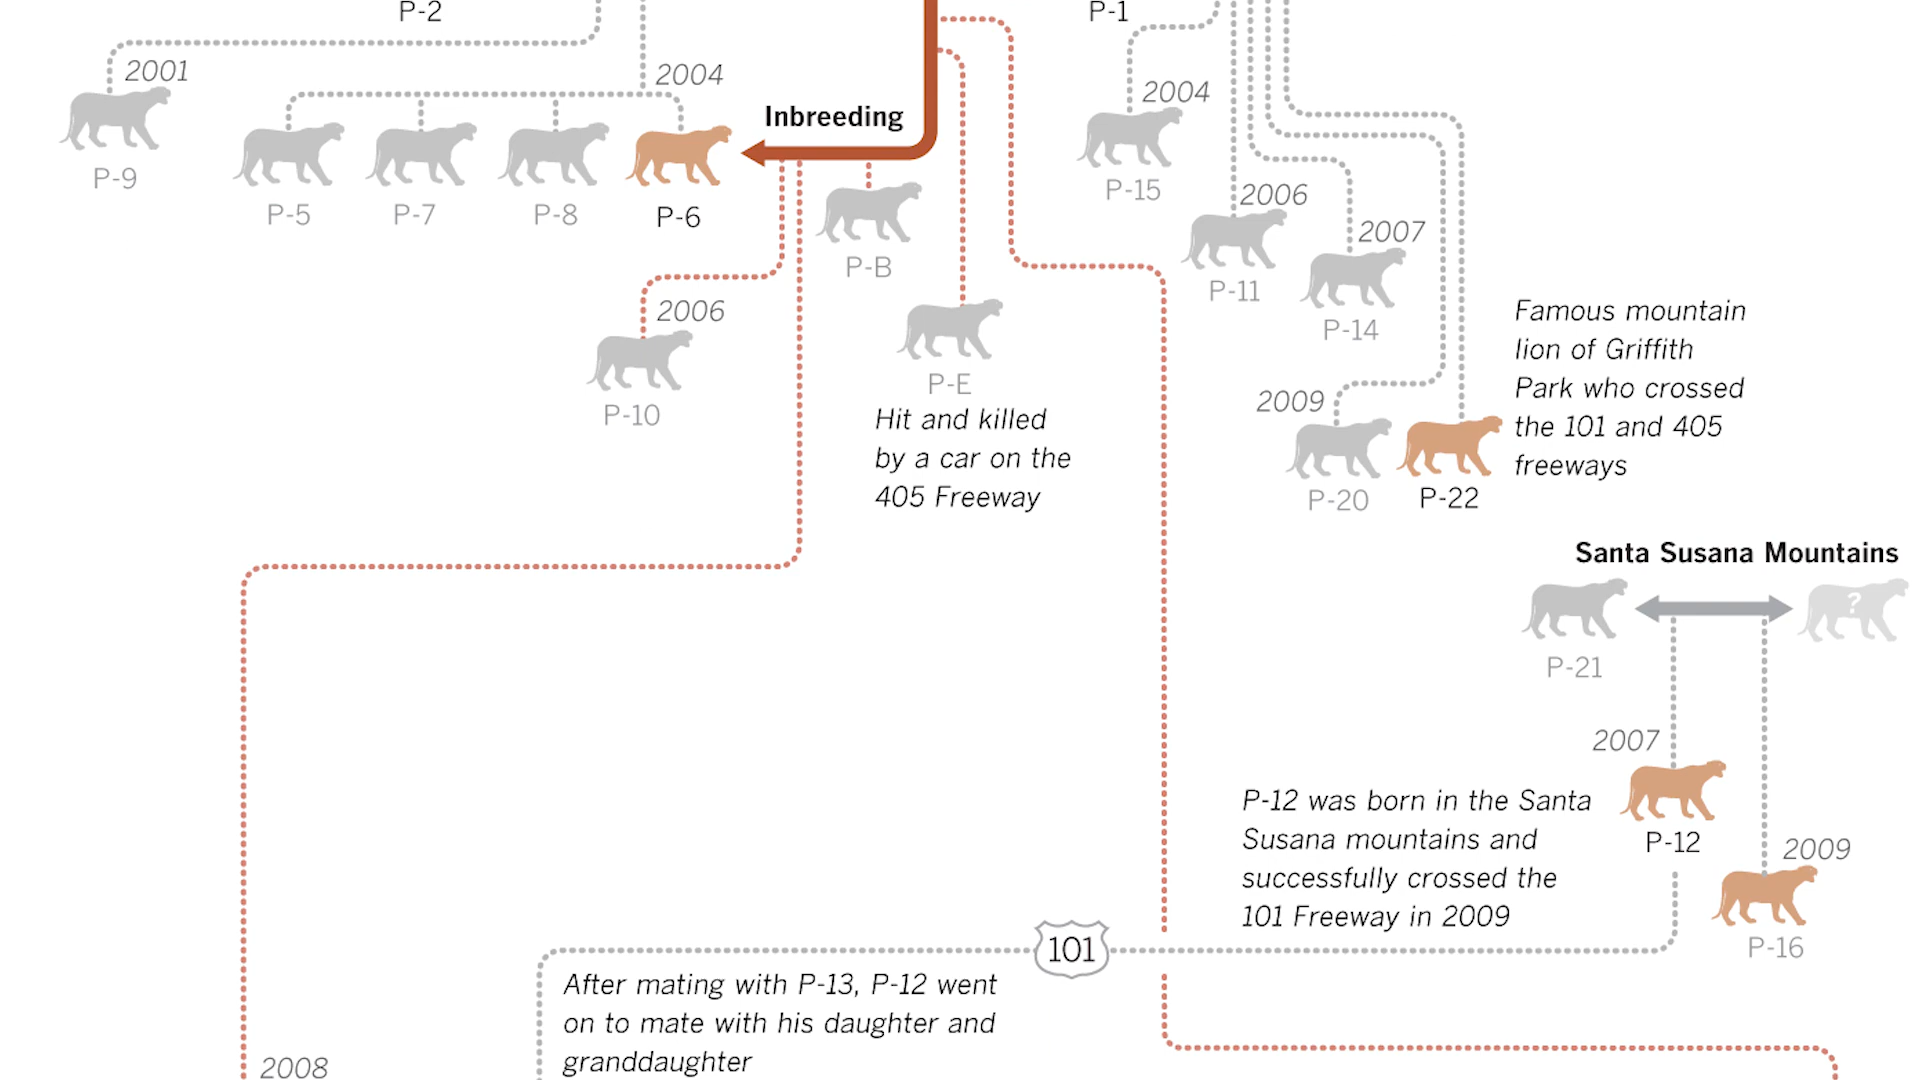 P-2
P-1
2001
P-9
2004
P-5
P-7
P-8
P-6
Inbreeding
2004
P-15
P-B
2006
P-11
2007
P-14
2006
P-10
P-E
Hit and killed
by a car on the
405 Freeway
2009
P-20
P-22
Famous mountain
lion of Griffith
Park who crossed
the 101 and 405
freeways
Santa Susana Mountains
P-21
?
2007
P-12
2009
P-16
P-12 was born in the Santa
Susana mountains and
successfully crossed the
101 Freeway in 2009
101
After mating with P-13, P-12 went
on to mate with his daughter and
granddaughter
2008